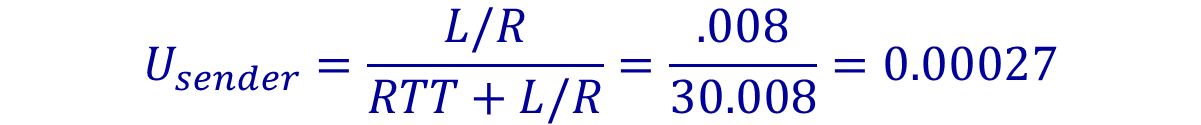 U_sender = (L/R)/(RTT + L/R) = .008/30.008 = 0.00027